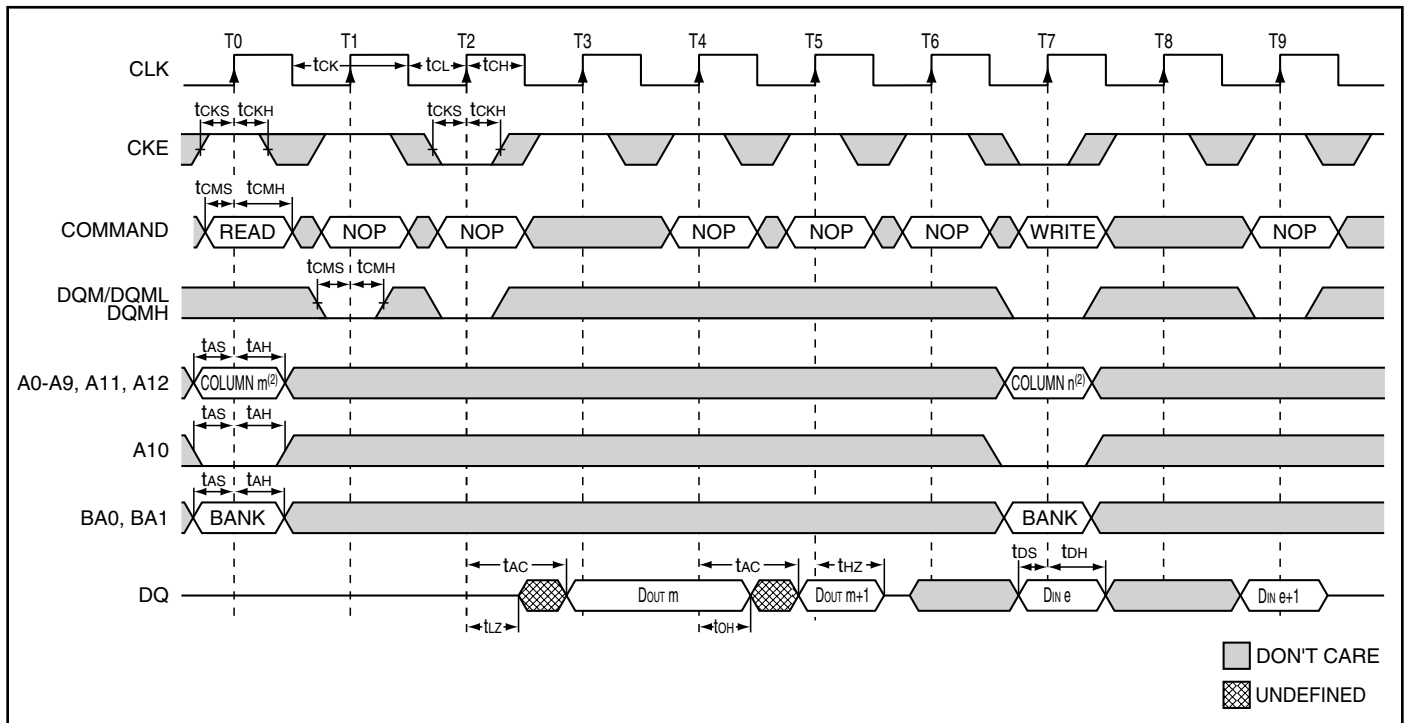 T0 T1 T2 T3 T4 T5 T6 T7 T8 T9
CLK tCK tCL tCH
tCKS tCKH tCKS tCKH
CKE
tCMS tCMH
COMMAND READ NOP NOP NOP NOP NOP WRITE NOP
tCMS tCMH
DQM/DQML
DQMH
tAS tAH
A0-A9, A11, A12 COLUMN m(2) COLUMN n(2)
tAS tAH
A10
tAS tAH
BA0, BA1 BANK BANK
tAC tAC tHZ tDS tDH
DQ DOUT m DOUT m+1 DIN e DIN e+1
tLZ tOH
DON'T CARE
UNDEFINED